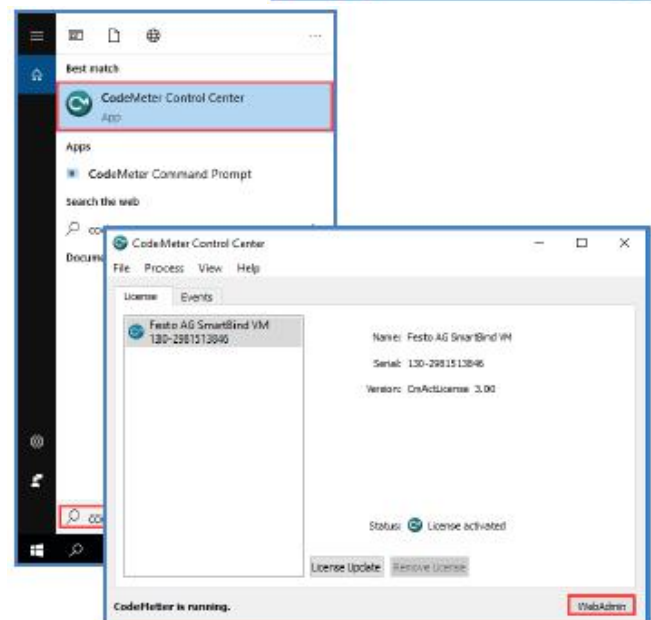 Best match
CodeMeter Control Center
App
Apps
CodeMeter Command Prompt
Search the web
CodeMeter Control Center
File Process View Help
License Events
Festo AG SmartBind VM
130-2981513846
Name: Festo AG SmartBind VM
Serial: 130-2981513846
Version: CmActLicense 3.00
Status: License activated
License Update Remove License
CodeMeter is running.
WebAdmin